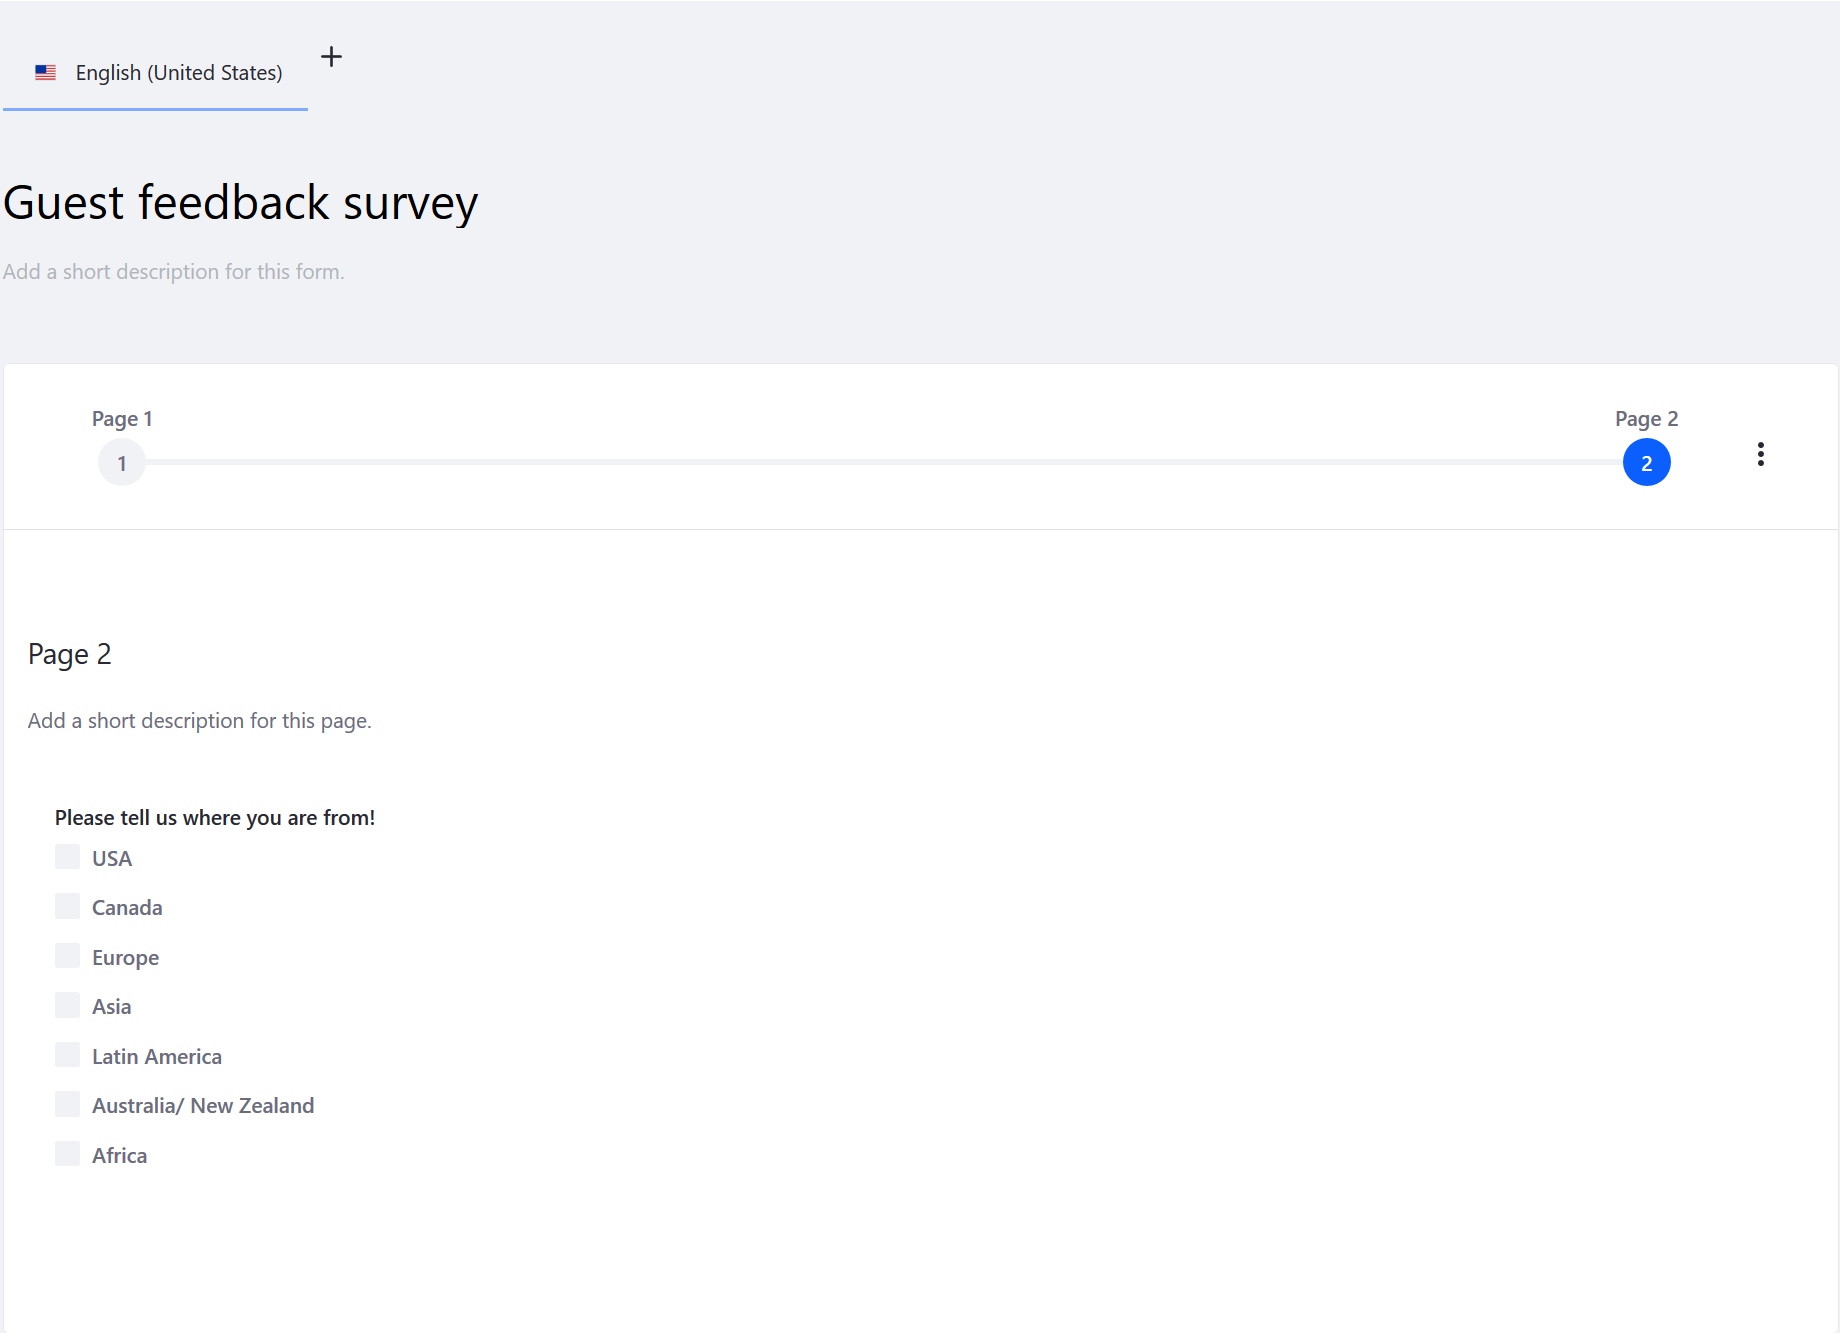 English (United States)
Guest feedback survey
Add a short description for this form.
Page 1
Page 2
1
2
Page 2
Add a short description for this page.
Please tell us where you are from!
USA
Canada
Europe
Asia
Latin America
Australia/ New Zealand
Africa